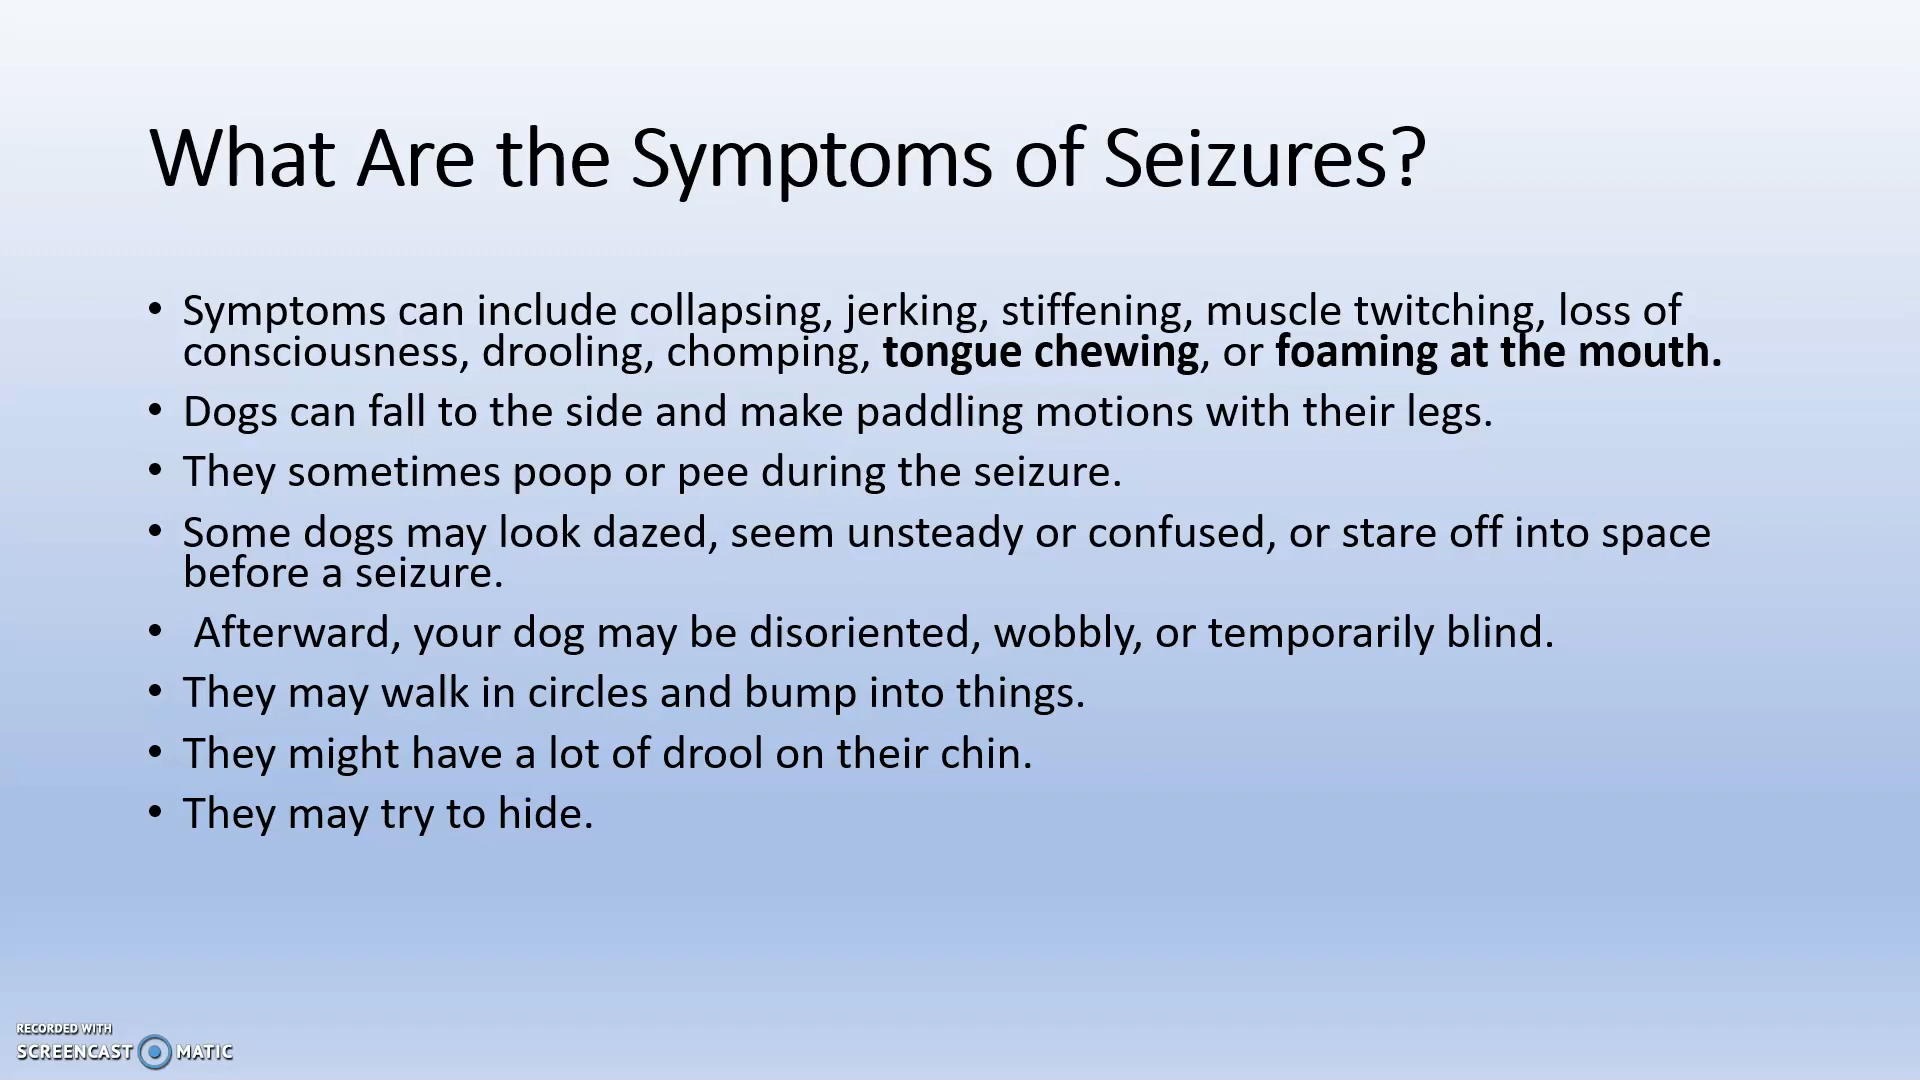 What Are the Symptoms of Seizures?
• Symptoms can include collapsing, jerking, stiffening, muscle twitching, loss of
consciousness, drooling, chomping, tongue chewing, or foaming at the mouth.
• Dogs can fall to the side and make paddling motions with their legs.
• They sometimes poop or pee during the seizure.
• Some dogs may look dazed, seem unsteady or confused, or stare off into space
before a seizure.
• Afterward, your dog may be disoriented, wobbly, or temporarily blind.
• They may walk in circles and bump into things.
• They might have a lot of drool on their chin.
• They may try to hide.
RECORDED WITH
SCREENCAST MATIC